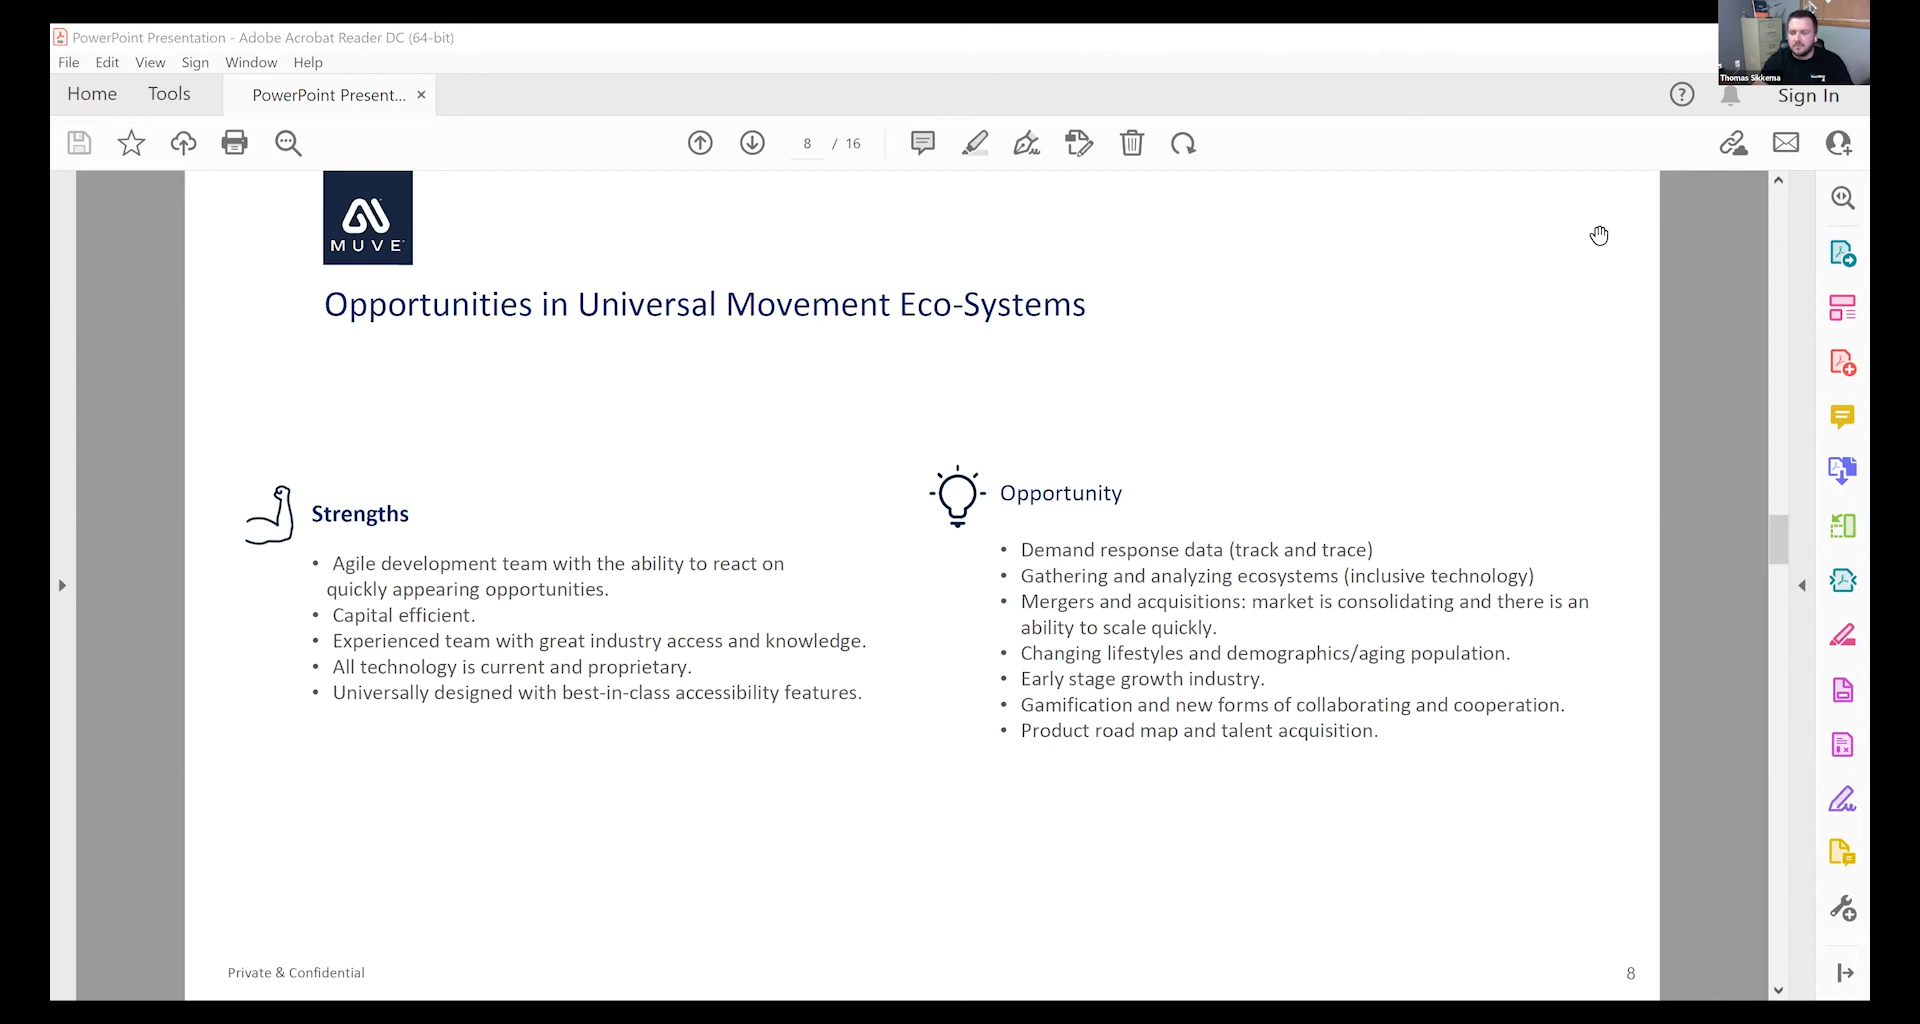 PowerPoint Presentation - Adobe Acrobat Reader DC (64-bit)
File Edit View Sign Window Help
Home Tools PowerPoint Present... ×
Thomas Sikkema
? Sign In
8 / 16
MUVE
Opportunities in Universal Movement Eco-Systems
Strengths
• Agile development team with the ability to react on
quickly appearing opportunities.
• Capital efficient.
• Experienced team with great industry access and knowledge.
• All technology is current and proprietary.
• Universally designed with best-in-class accessibility features.
Opportunity
• Demand response data (track and trace)
• Gathering and analyzing ecosystems (inclusive technology)
• Mergers and acquisitions: market is consolidating and there is an
ability to scale quickly.
• Changing lifestyles and demographics/aging population.
• Early stage growth industry.
• Gamification and new forms of collaborating and cooperation.
• Product road map and talent acquisition.
Private & Confidential
8